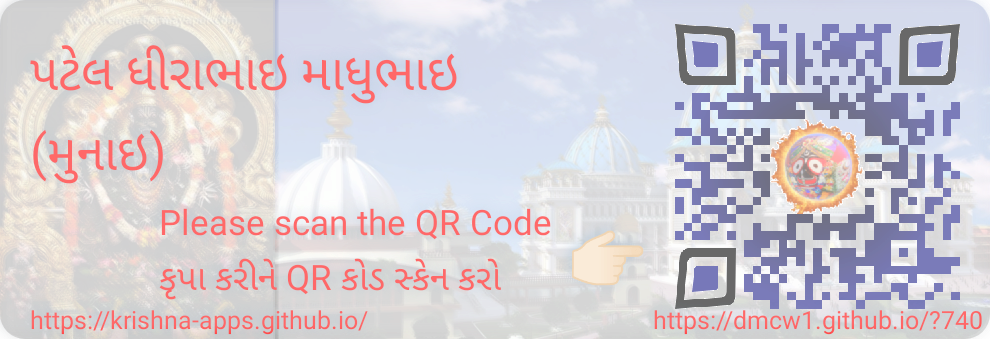 પટેલ ધીરાભાઇ માધુભાઇ
(મુનાઇ)
Please scan the QR Code
કૃપા કરીને QR કોડ સ્કેન કરો
https://krishna-apps.github.io/
https://dmcw1.github.io/?740